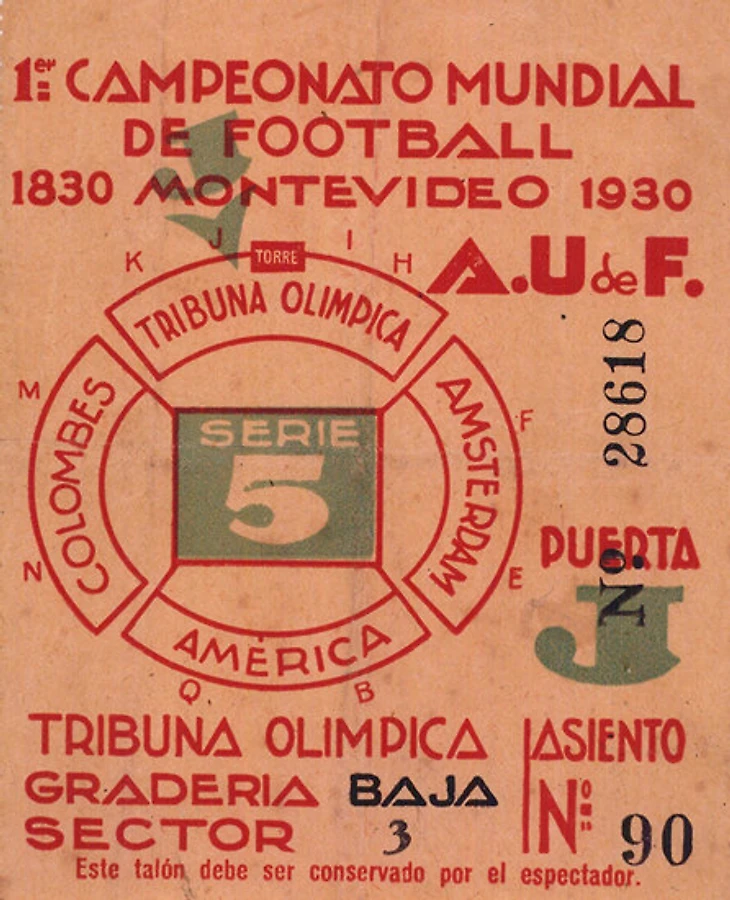 1er CAMPEONATO MUNDIAL
DE FOOTBALL
1830 MONTEVIDEO 1930
A.U de F.
K J TORRE I H
TRIBUNA OLIMPICA
M COLOMBES N
AMSTERDAM
F
E
SERIE
5
AMÉRICA
Q B
Nº 28618
PUERTA
J
TRIBUNA OLIMPICA
GRADERIA BAJA
SECTOR 3
ASIENTO
Nº 90
Este talón debe ser conservado por el espectador.